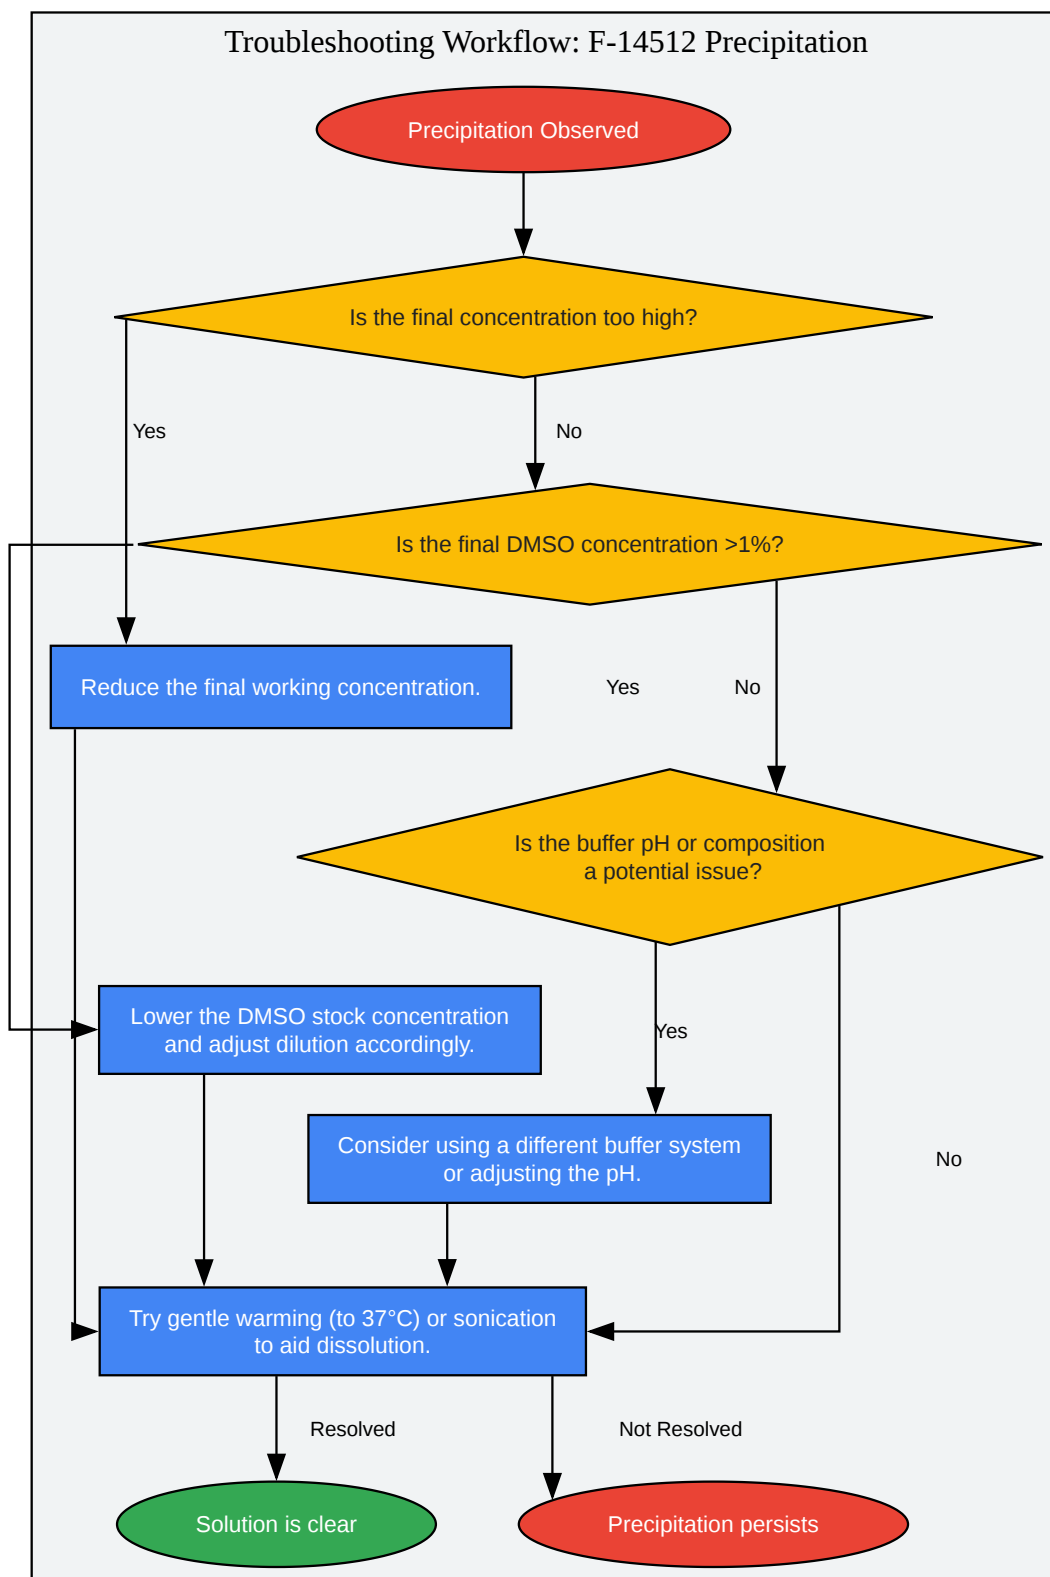 Troubleshooting Workflow: F-14512 Precipitation
Precipitation Observed
Is the final concentration too high?
Yes
No
Is the final DMSO concentration >1%?
Reduce the final working concentration.
Yes
No
Is the buffer pH or composition
a potential issue?
Lower the DMSO stock concentration
and adjust dilution accordingly.
Yes
Consider using a different buffer system
or adjusting the pH.
No
Try gentle warming (to 37°C) or sonication
to aid dissolution.
Resolved
Not Resolved
Solution is clear
Precipitation persists